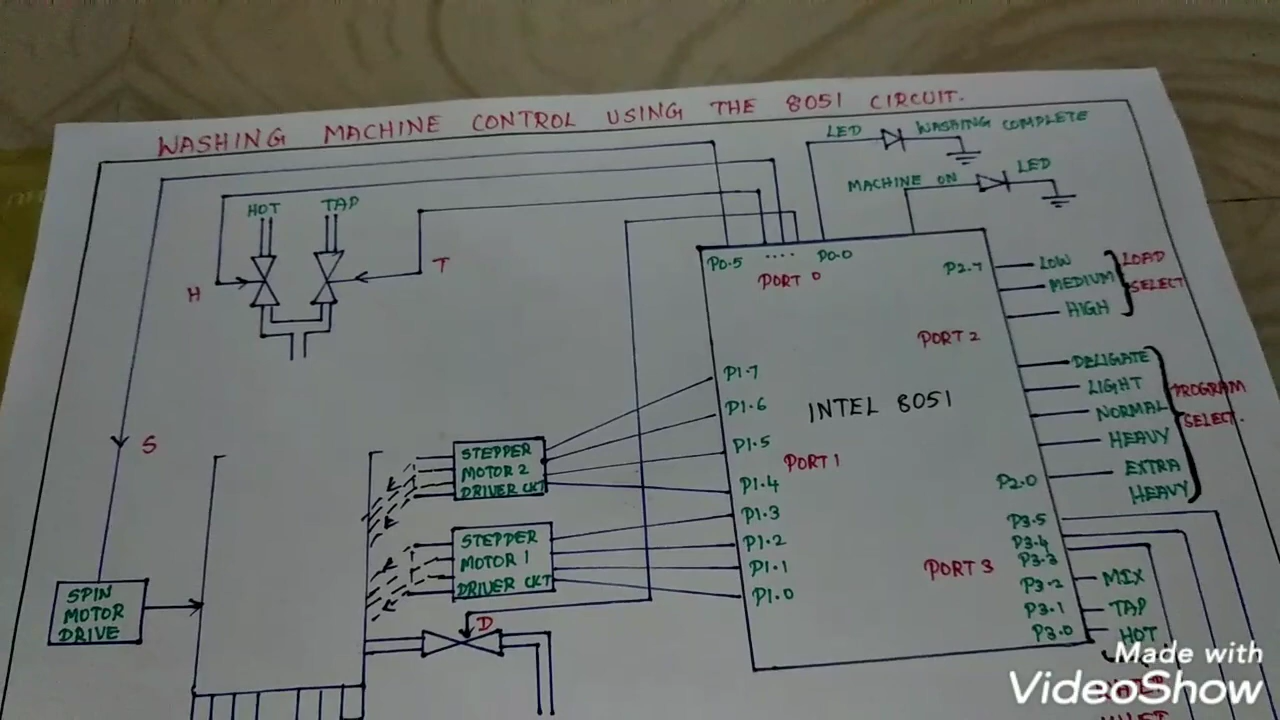 WASHING MACHINE CONTROL USING THE 8051 CIRCUIT.
LED WASHING COMPLETE
MACHINE ON LED
HOT TAP
H T
P0.5 .... P0.0
PORT 0
P2.7 LOW
MEDIUM
HIGH
LOAD
SELECT
PORT 2
DELIGATE
LIGHT
NORMAL
HEAVY
EXTRA
HEAVY
PROGRAM
SELECT.
P2.0
INTEL 8051
P1.7
P1.6
P1.5
P1.4
P1.3
P1.2
P1.1
P1.0
PORT 1
S
STEPPER
MOTOR 2
DRIVER CKT
STEPPER
MOTOR 1
DRIVER CKT
SPIN
MOTOR
DRIVE
D
PORT 3
P3.5
P3.4
P3.3
P3.2 MIX
P3.1 TAP
P3.0 HOT
Made with
VideoShow